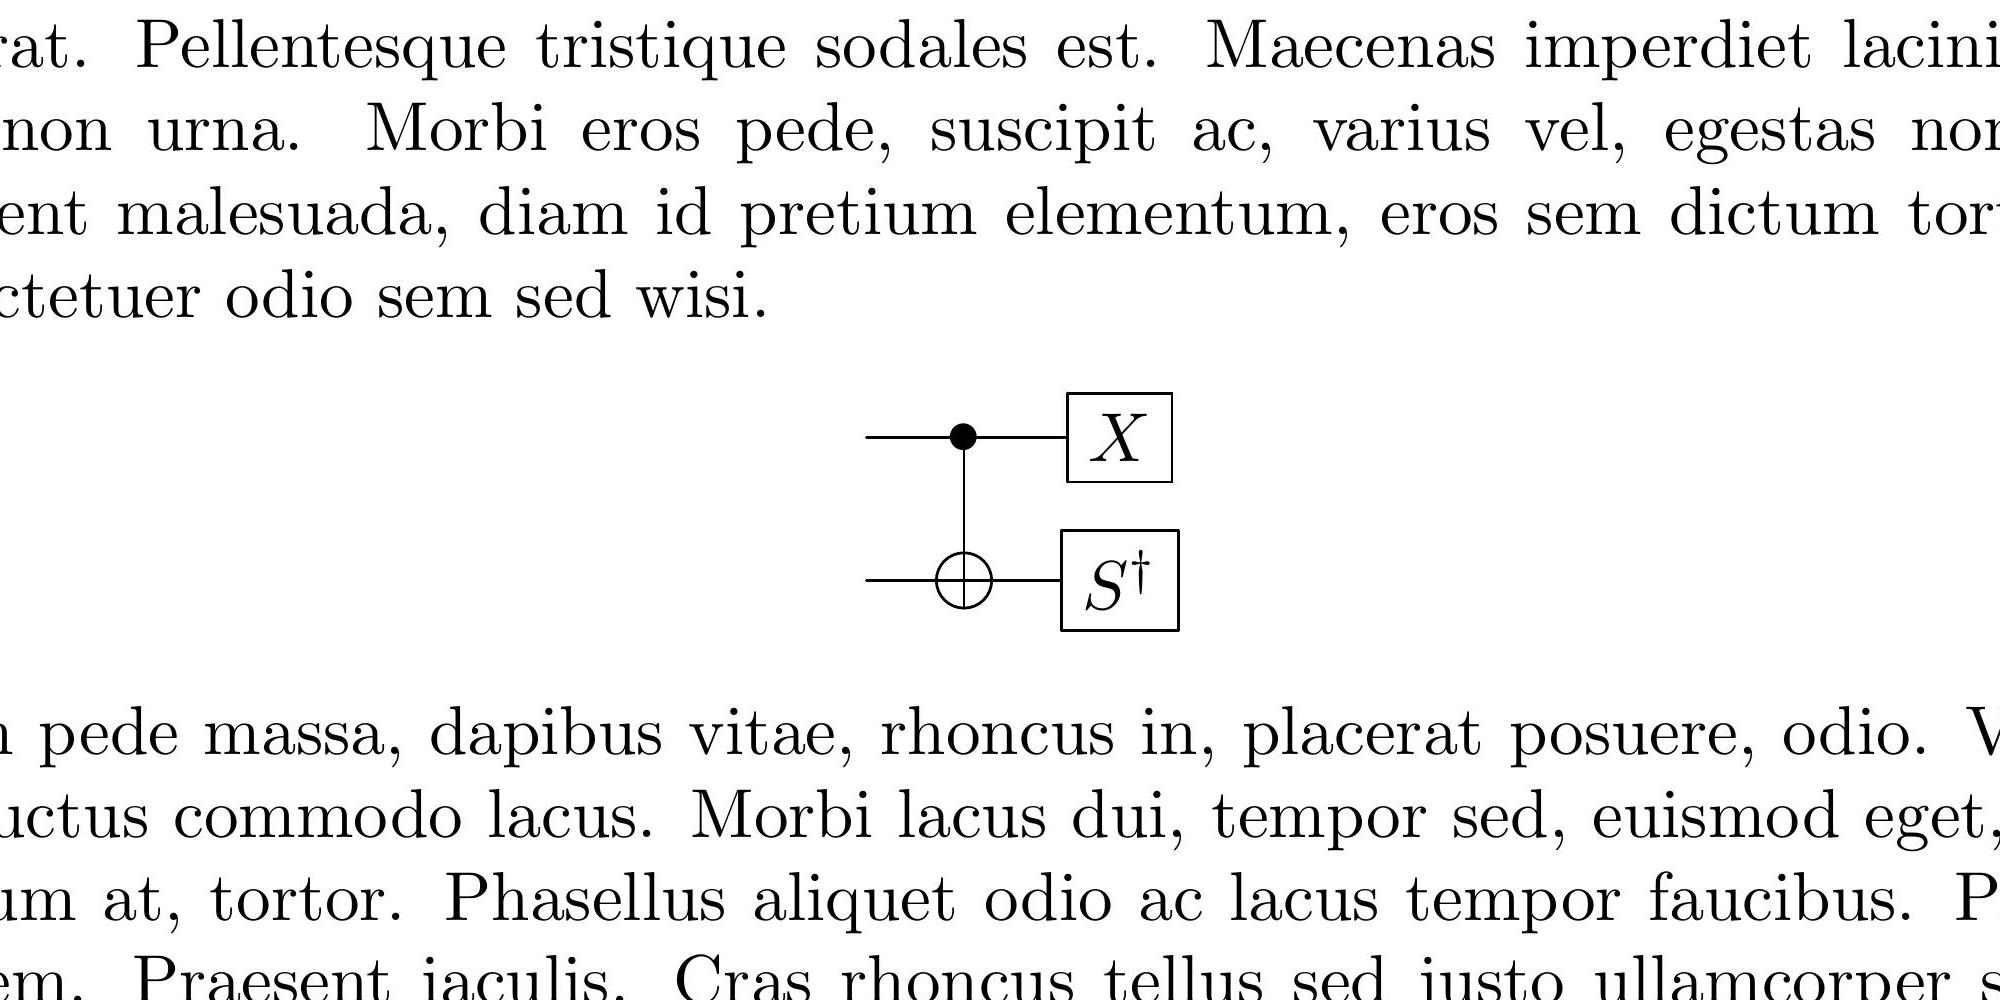 rat. Pellentesque tristique sodales est. Maecenas imperdiet lacini
non urna. Morbi eros pede, suscipit ac, varius vel, egestas non
ent malesuada, diam id pretium elementum, eros sem dictum tort
ctetuer odio sem sed wisi.
X
S†
pede massa, dapibus vitae, rhoncus in, placerat posuere, odio. V
uctus commodo lacus. Morbi lacus dui, tempor sed, euismod eget,
um at, tortor. Phasellus aliquet odio ac lacus tempor faucibus. P
em. Praesent iaculis. Cras rhoncus tellus sed justo ullamcorper s